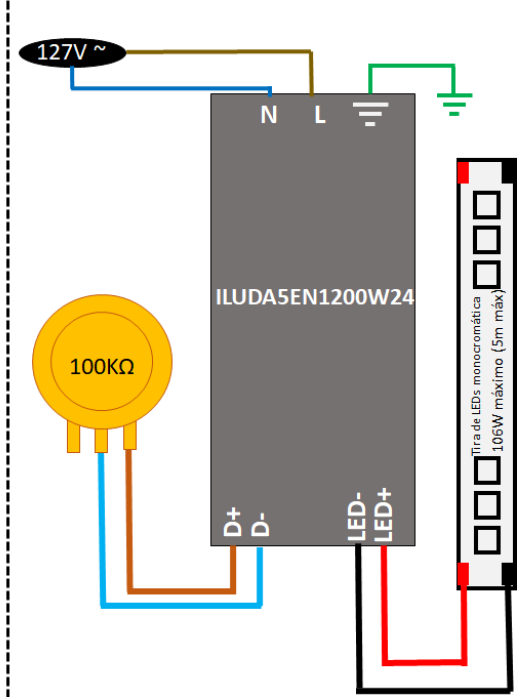 127V ~
N L
ILUDA5EN1200W24
100KΩ
Tira de LEDs monocromática
106W máximo (5m máx)
D+
D-
LED-
LED+